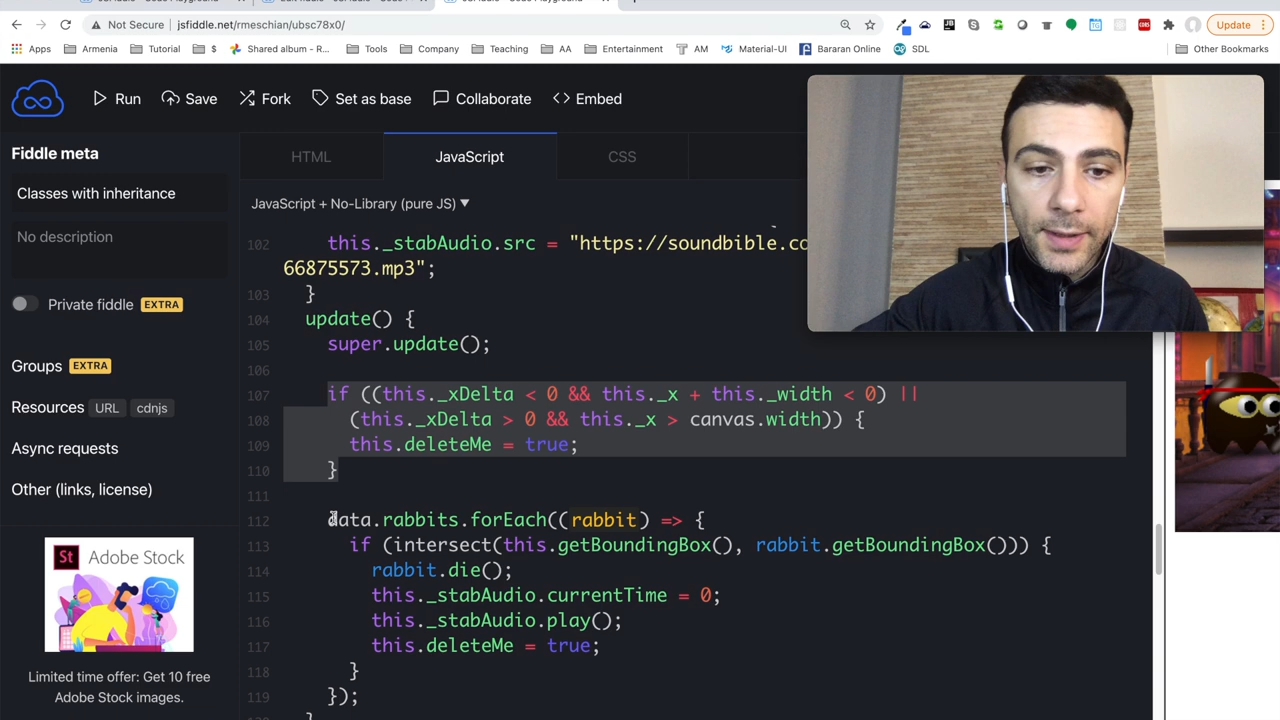 Not Secure
jsfiddle.net/rmeschian/ubsc78x0/
Update
Apps
Armenia
Tutorial
$
Shared album - R...
Tools
Company
Teaching
AA
Entertainment
AM
Material-UI
Bararan Online
SDL
Other Bookmarks
Run
Save
Fork
Set as base
Collaborate
Embed
Fiddle meta
HTML
JavaScript
CSS
Classes with inheritance
JavaScript + No-Library (pure JS) ▼
No description
Private fiddle EXTRA
Groups EXTRA
Resources URL cdnjs
Async requests
Other (links, license)
St Adobe Stock
Limited time offer: Get 10 free
Adobe Stock images.
102 this._stabAudio.src = "https://soundbible.co
66875573.mp3";
103 }
104 update() {
105 super.update();
106
107 if ((this._xDelta < 0 && this._x + this._width < 0) ||
108 (this._xDelta > 0 && this._x > canvas.width)) {
109 this.deleteMe = true;
110 }
111
112 data.rabbits.forEach((rabbit) => {
113 if (intersect(this.getBoundingBox(), rabbit.getBoundingBox())) {
114 rabbit.die();
115 this._stabAudio.currentTime = 0;
116 this._stabAudio.play();
117 this.deleteMe = true;
118 }
119 });